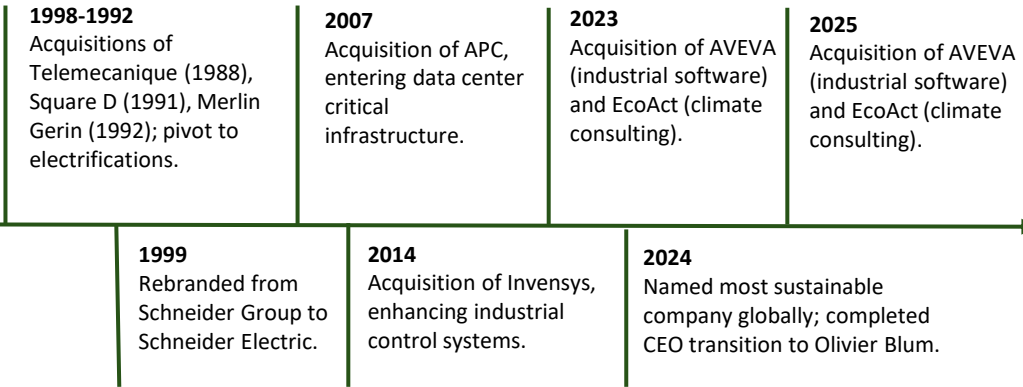 1998-1992
Acquisitions of
Telemecanique (1988),
Square D (1991), Merlin
Gerin (1992); pivot to
electrifications.
2007
Acquisition of APC,
entering data center
critical
infrastructure.
2023
Acquisition of AVEVA
(industrial software)
and EcoAct (climate
consulting).
2025
Acquisition of AVEVA
(industrial software)
and EcoAct (climate
consulting).
1999
Rebranded from
Schneider Group to
Schneider Electric.
2014
Acquisition of Invensys,
enhancing industrial
control systems.
2024
Named most sustainable
company globally; completed
CEO transition to Olivier Blum.